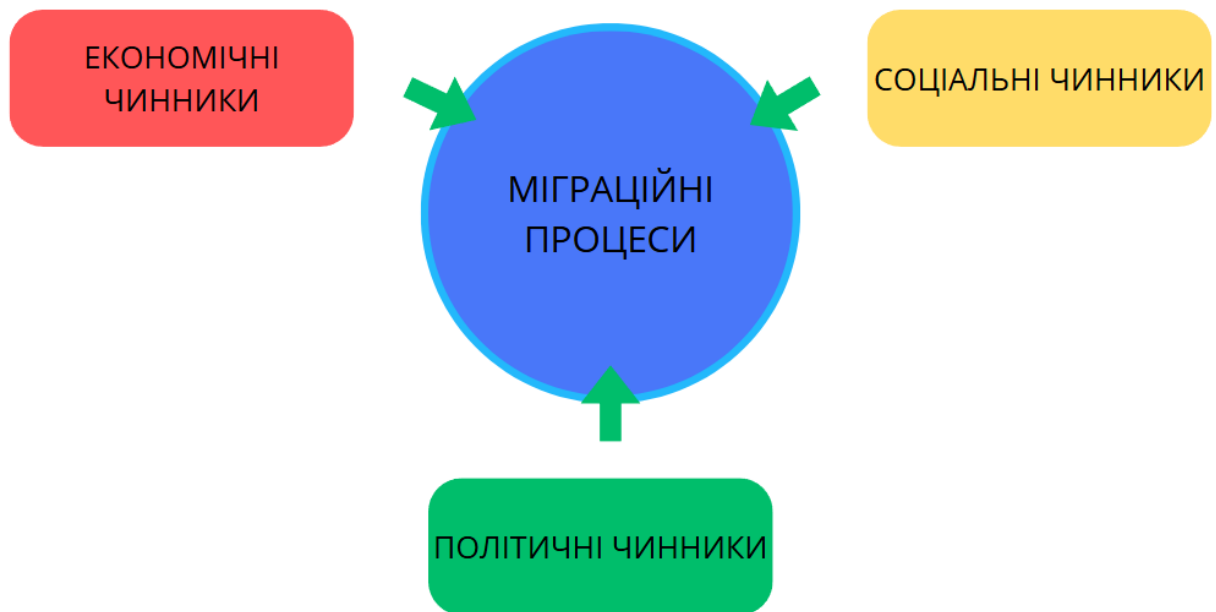 ЕКОНОМІЧНІ
ЧИННИКИ
СОЦІАЛЬНІ ЧИННИКИ
МІГРАЦІЙНІ
ПРОЦЕСИ
ПОЛІТИЧНІ ЧИННИКИ